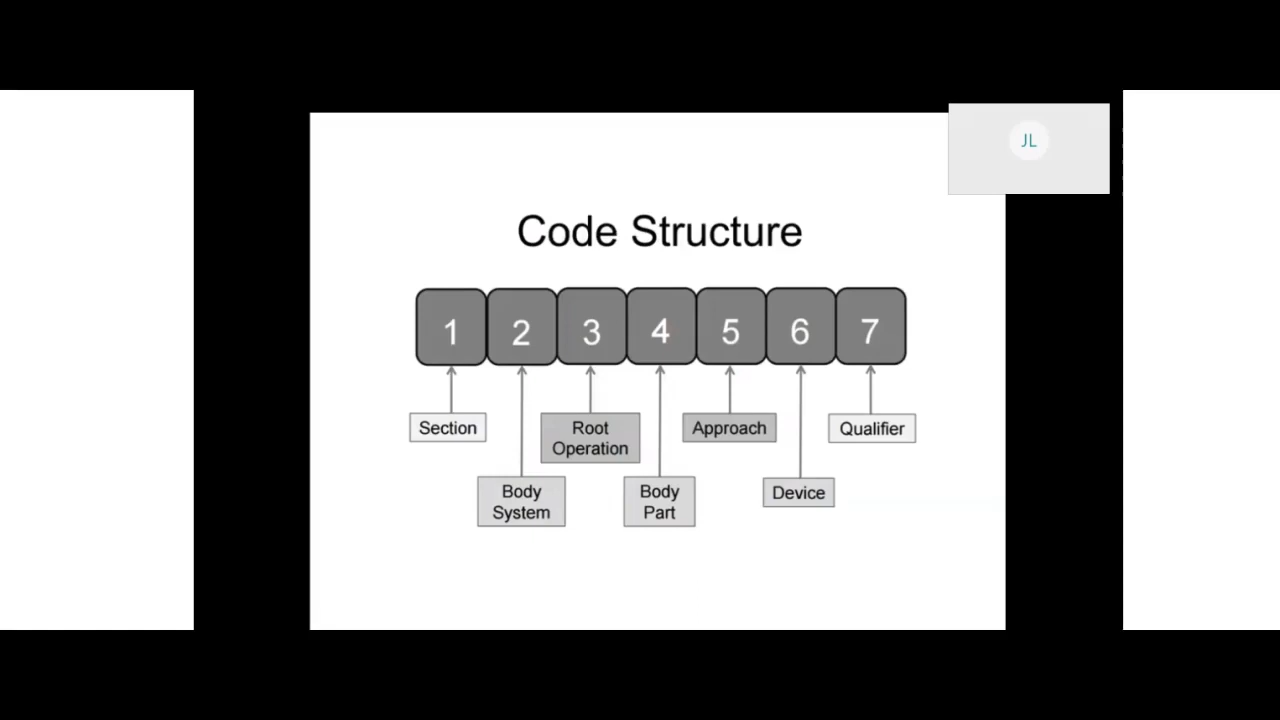 JL
Code Structure
1 2 3 4 5 6 7
Section
Root
Operation
Approach
Qualifier
Body
System
Body
Part
Device